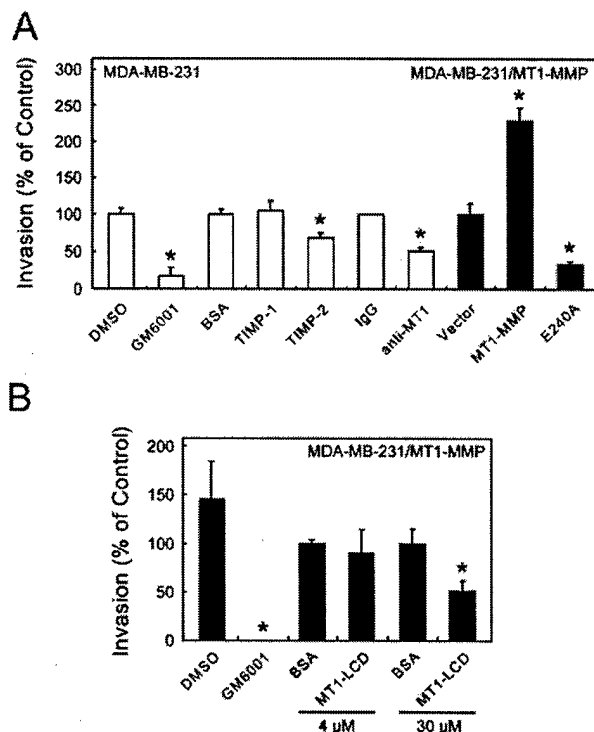 A
Invasion (% of Control)
300
250
200
150
100
50
0
MDA-MB-231
MDA-MB-231/MT1-MMP
*
*
*
*
*
DMSO
GM6001
BSA
TIMP-1
TIMP-2
IgG
anti-MT1
Vector
MT1-MMP
E240A
B
Invasion (% of Control)
200
150
100
50
0
MDA-MB-231/MT1-MMP
*
*
DMSO
GM6001
BSA
MT1-LCD
BSA
MT1-LCD
4 µM
30 µM